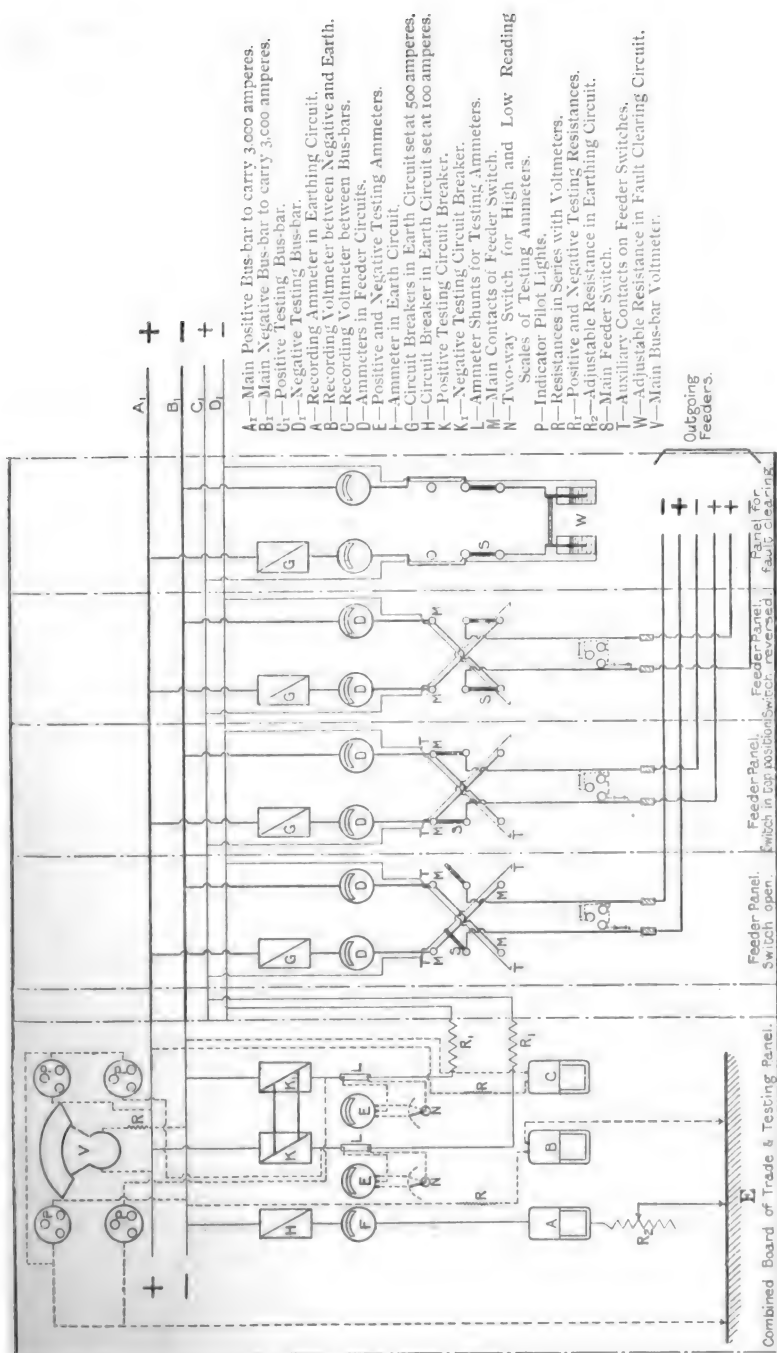 A1
B1
C1
D1
+
−
+
−
+
−
V
P
P
P
P
R
H
F
A
R2
K
K1
L
L
E
E
N
N
R
R
B
C
R1
R1
E
G
D
D
T
M
T
M
S
M
T
M
T
G
D
D
T
M
T
M
S
T
T
G
D
D
M
M
S
G
S
W
−
+
−
+
+
−
Outgoing
Feeders.
Combined Board of Trade & Testing Panel.
Feeder Panel.
Switch open.
Feeder Panel.
Switch in top position
Feeder Panel.
Switch reversed.
Panel for
fault clearing
A1—Main Positive Bus-bar to carry 3,000 amperes.
B1—Main Negative Bus-bar to carry 3,000 amperes.
C1—Positive Testing Bus-bar.
D1—Negative Testing Bus-bar.
A—Recording Ammeter in Earthing Circuit.
B—Recording Voltmeter between Negative and Earth.
C—Recording Voltmeter between Bus-bars.
D—Ammeters in Feeder Circuits.
E—Positive and Negative Testing Ammeters.
F—Ammeter in Earth Circuit.
G—Circuit Breakers in Earth Circuit set at 500 amperes.
H—Circuit Breaker in Earth Circuit set at 100 amperes.
K—Positive Testing Circuit Breaker.
K1—Negative Testing Circuit Breaker.
L—Ammeter Shunts for Testing Ammeters.
M—Main Contacts of Feeder Switch.
N—Two-way Switch for High and Low Reading
Scales of Testing Ammeters.
P—Indicator Pilot Lights.
R—Resistances in Series with Voltmeters.
R1—Positive and Negative Testing Resistances.
R2—Adjustable Resistance in Earthing Circuit.
S—Main Feeder Switch.
T—Auxiliary Contacts on Feeder Switches.
W—Adjustable Resistance in Fault Clearing Circuit.
V—Main Bus-bar Voltmeter.